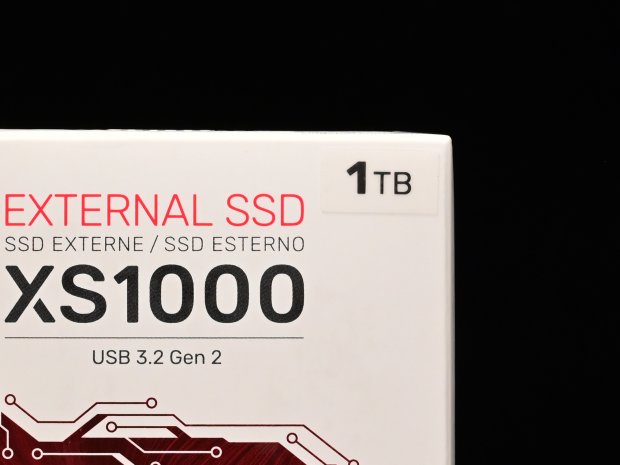 1TB
EXTERNAL SSD
SSD EXTERNE / SSD ESTERNO
XS1000
USB 3.2 Gen 2